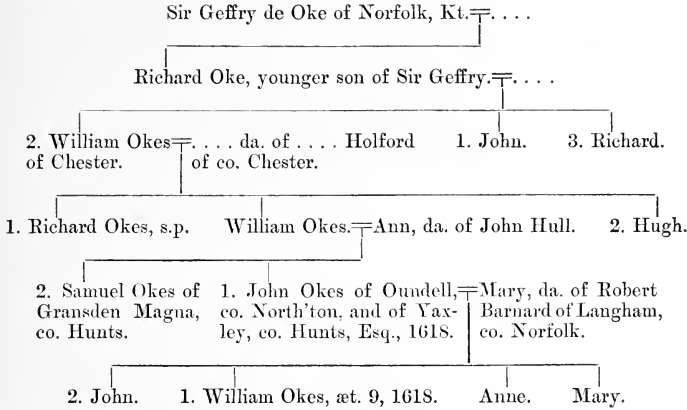 Sir Geffry de Oke of Norfolk, Kt.=. . . .
Richard Oke, younger son of Sir Geffry.=. . . .
2. William Okes=. . . . da. of . . . . Holford 1. John. 3. Richard.
of Chester. of co. Chester.
1. Richard Okes, s.p. William Okes.=Ann, da. of John Hull. 2. Hugh.
2. Samuel Okes of 1. John Okes of Oundell,=Mary, da. of Robert
Gransden Magna, co. North'ton, and of Yax- Barnard of Langham,
co. Hunts. ley, co. Hunts, Esq., 1618. co. Norfolk.
2. John. 1. William Okes, æt. 9, 1618. Anne. Mary.